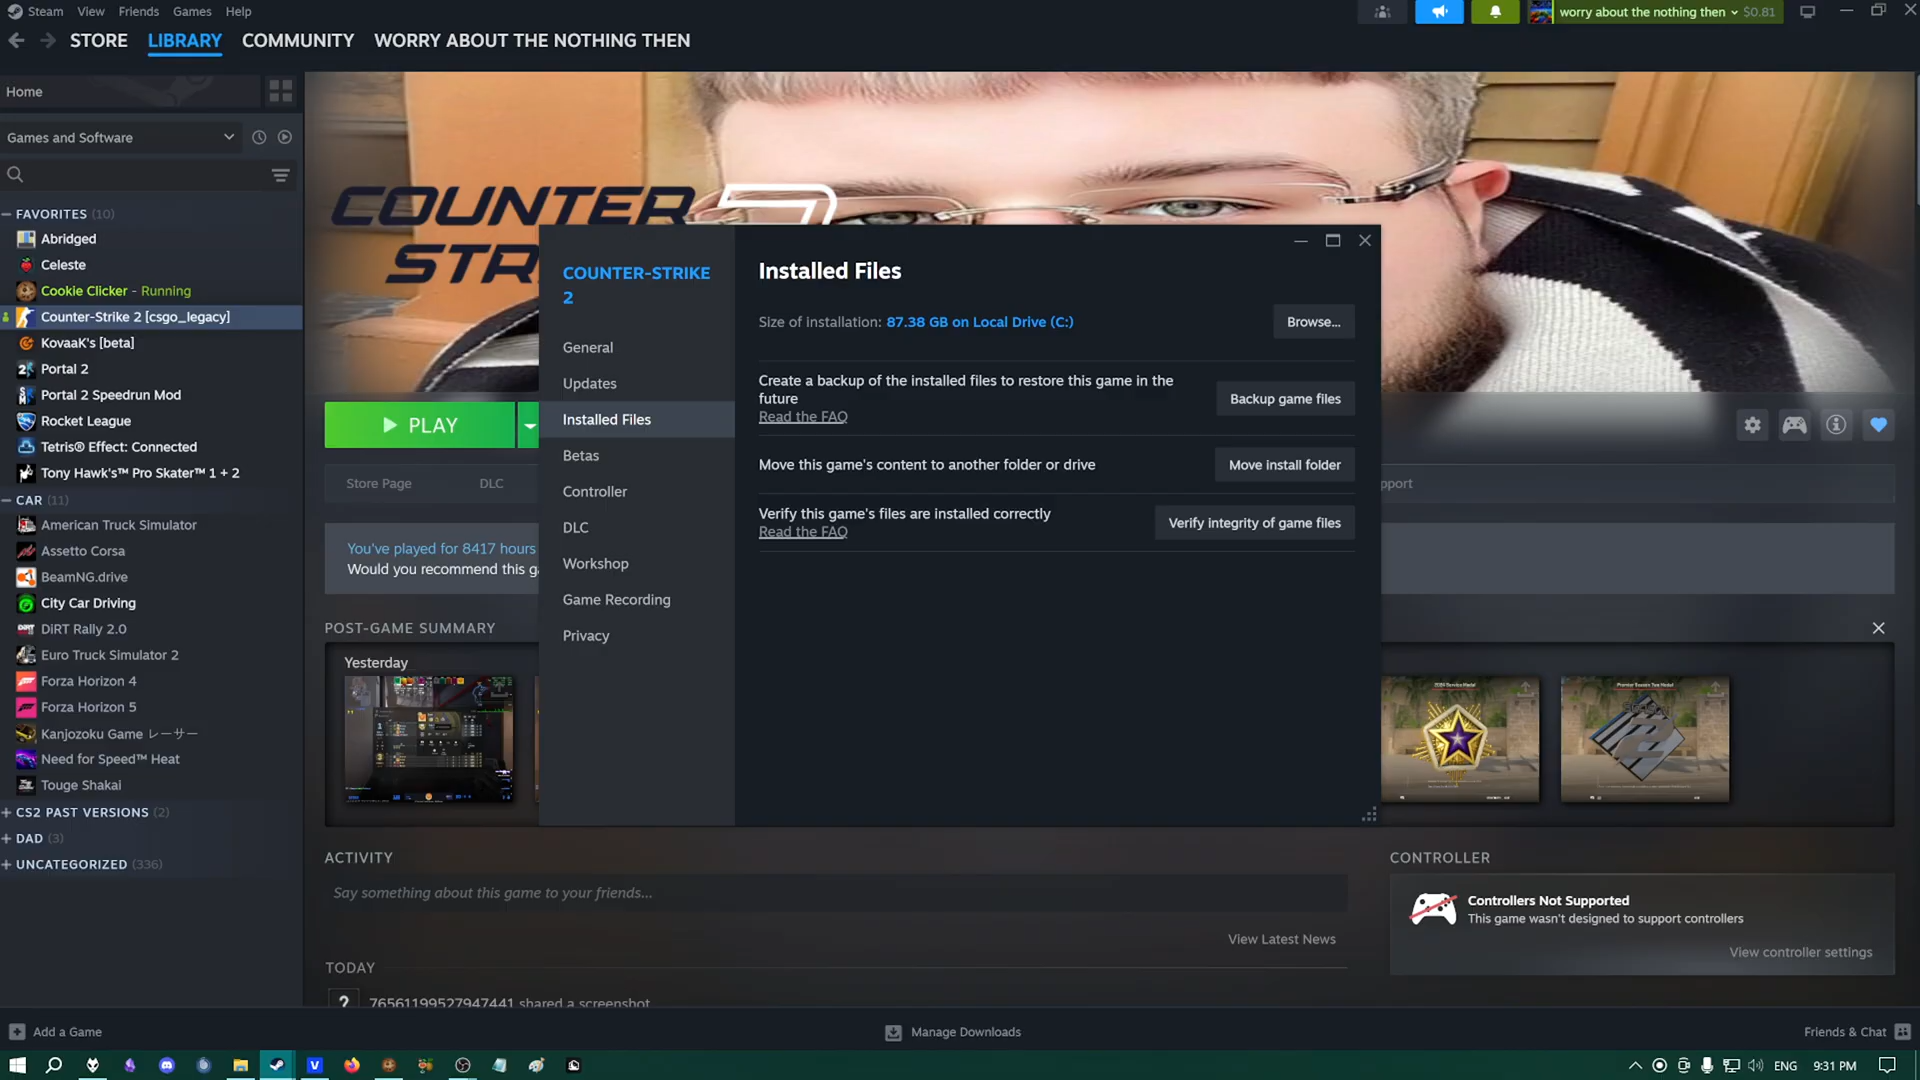 Steam View Friends Games Help
worry about the nothing then $0.81
STORE LIBRARY COMMUNITY WORRY ABOUT THE NOTHING THEN
Home
Games and Software
FAVORITES (10)
Abridged
Celeste
Cookie Clicker - Running
Counter-Strike 2 [csgo_legacy]
KovaaK's [beta]
Portal 2
Portal 2 Speedrun Mod
Rocket League
Tetris® Effect: Connected
Tony Hawk's™ Pro Skater™ 1 + 2
CAR (11)
American Truck Simulator
Assetto Corsa
BeamNG.drive
City Car Driving
DiRT Rally 2.0
Euro Truck Simulator 2
Forza Horizon 4
Forza Horizon 5
Kanjozoku Game レーサー
Need for Speed™ Heat
Touge Shakai
CS2 PAST VERSIONS (2)
DAD (3)
UNCATEGORIZED (336)
COUNTER 2
STR
PLAY
Store Page DLC
pport
You've played for 8417 hours
Would you recommend this ga
POST-GAME SUMMARY
Yesterday
COUNTER-STRIKE
2
General
Updates
Installed Files
Betas
Controller
DLC
Workshop
Game Recording
Privacy
Installed Files
Size of installation: 87.38 GB on Local Drive (C:)
Browse...
Create a backup of the installed files to restore this game in the
future
Read the FAQ
Backup game files
Move this game's content to another folder or drive
Move install folder
Verify this game's files are installed correctly
Read the FAQ
Verify integrity of game files
ACTIVITY
Say something about this game to your friends...
View Latest News
TODAY
76561199527947441 shared a screenshot
CONTROLLER
Controllers Not Supported
This game wasn't designed to support controllers
View controller settings
Add a Game
Manage Downloads
Friends & Chat
ENG 9:31 PM